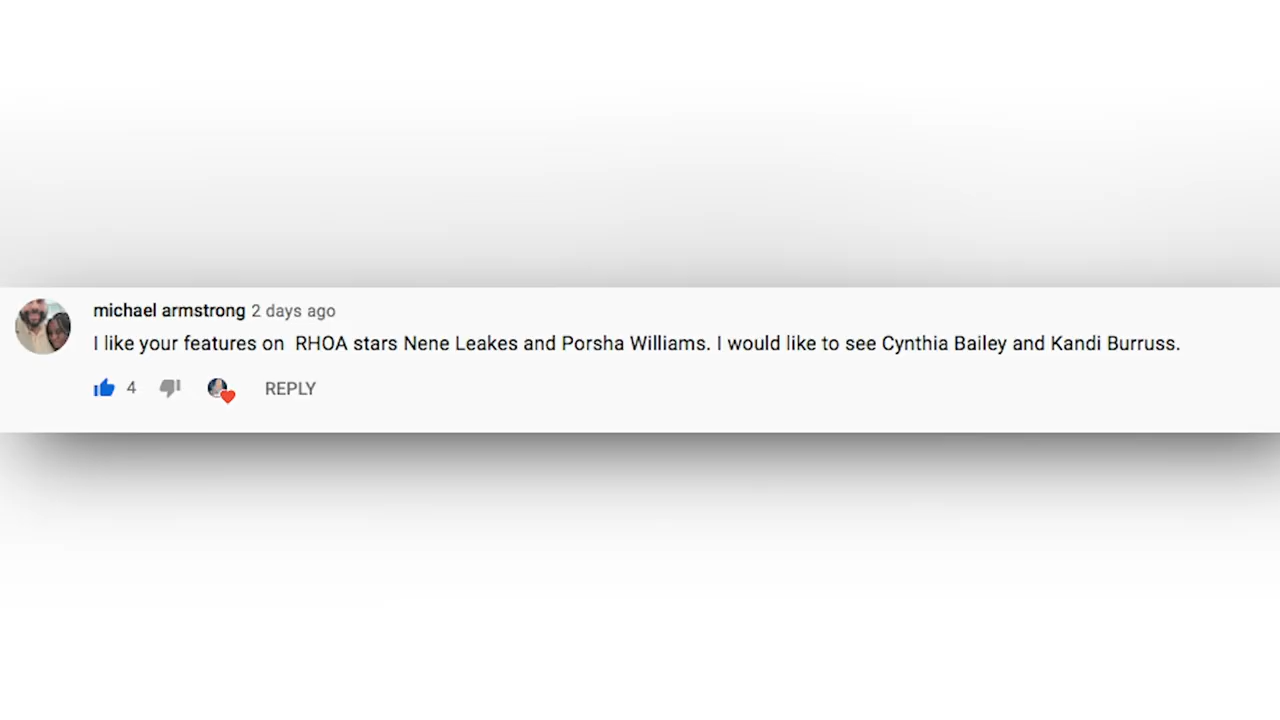 michael armstrong 2 days ago
I like your features on  RHOA stars Nene Leakes and Porsha Williams. I would like to see Cynthia Bailey and Kandi Burruss.
4 REPLY